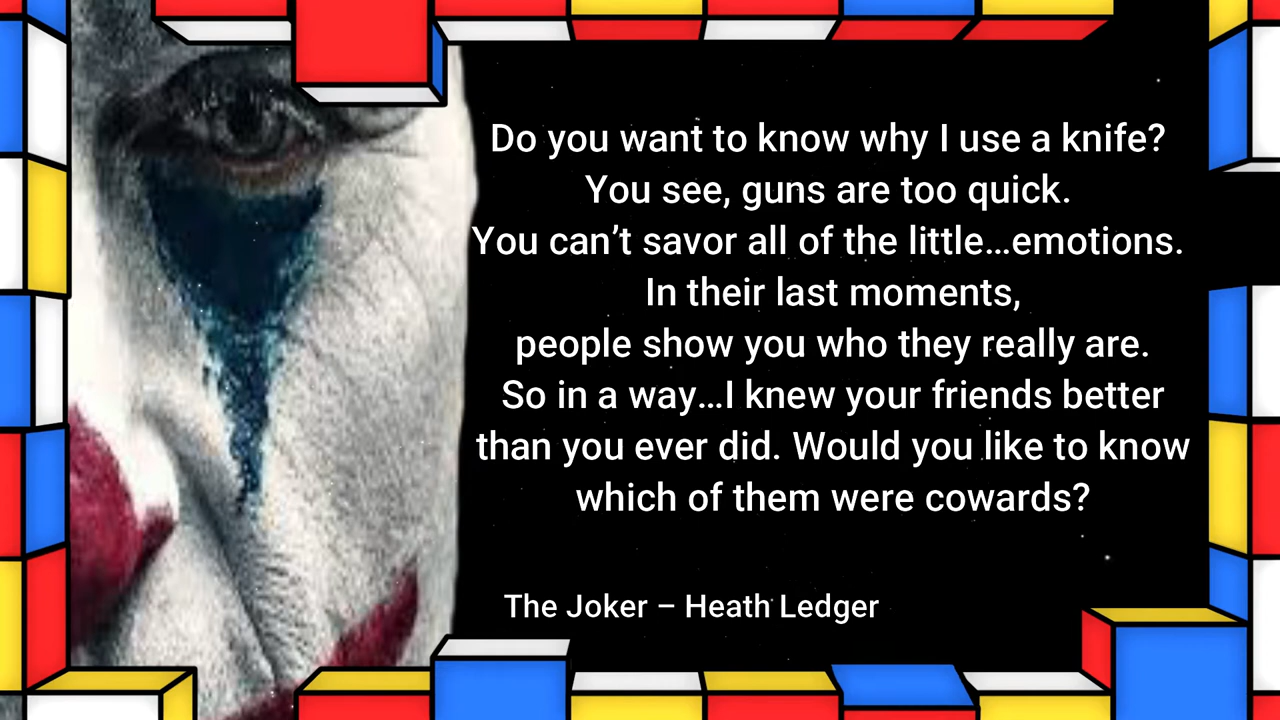 Do you want to know why I use a knife?
You see, guns are too quick.
You can’t savor all of the little…emotions.
In their last moments,
people show you who they really are.
So in a way…I knew your friends better
than you ever did. Would you like to know
which of them were cowards?
The Joker – Heath Ledger